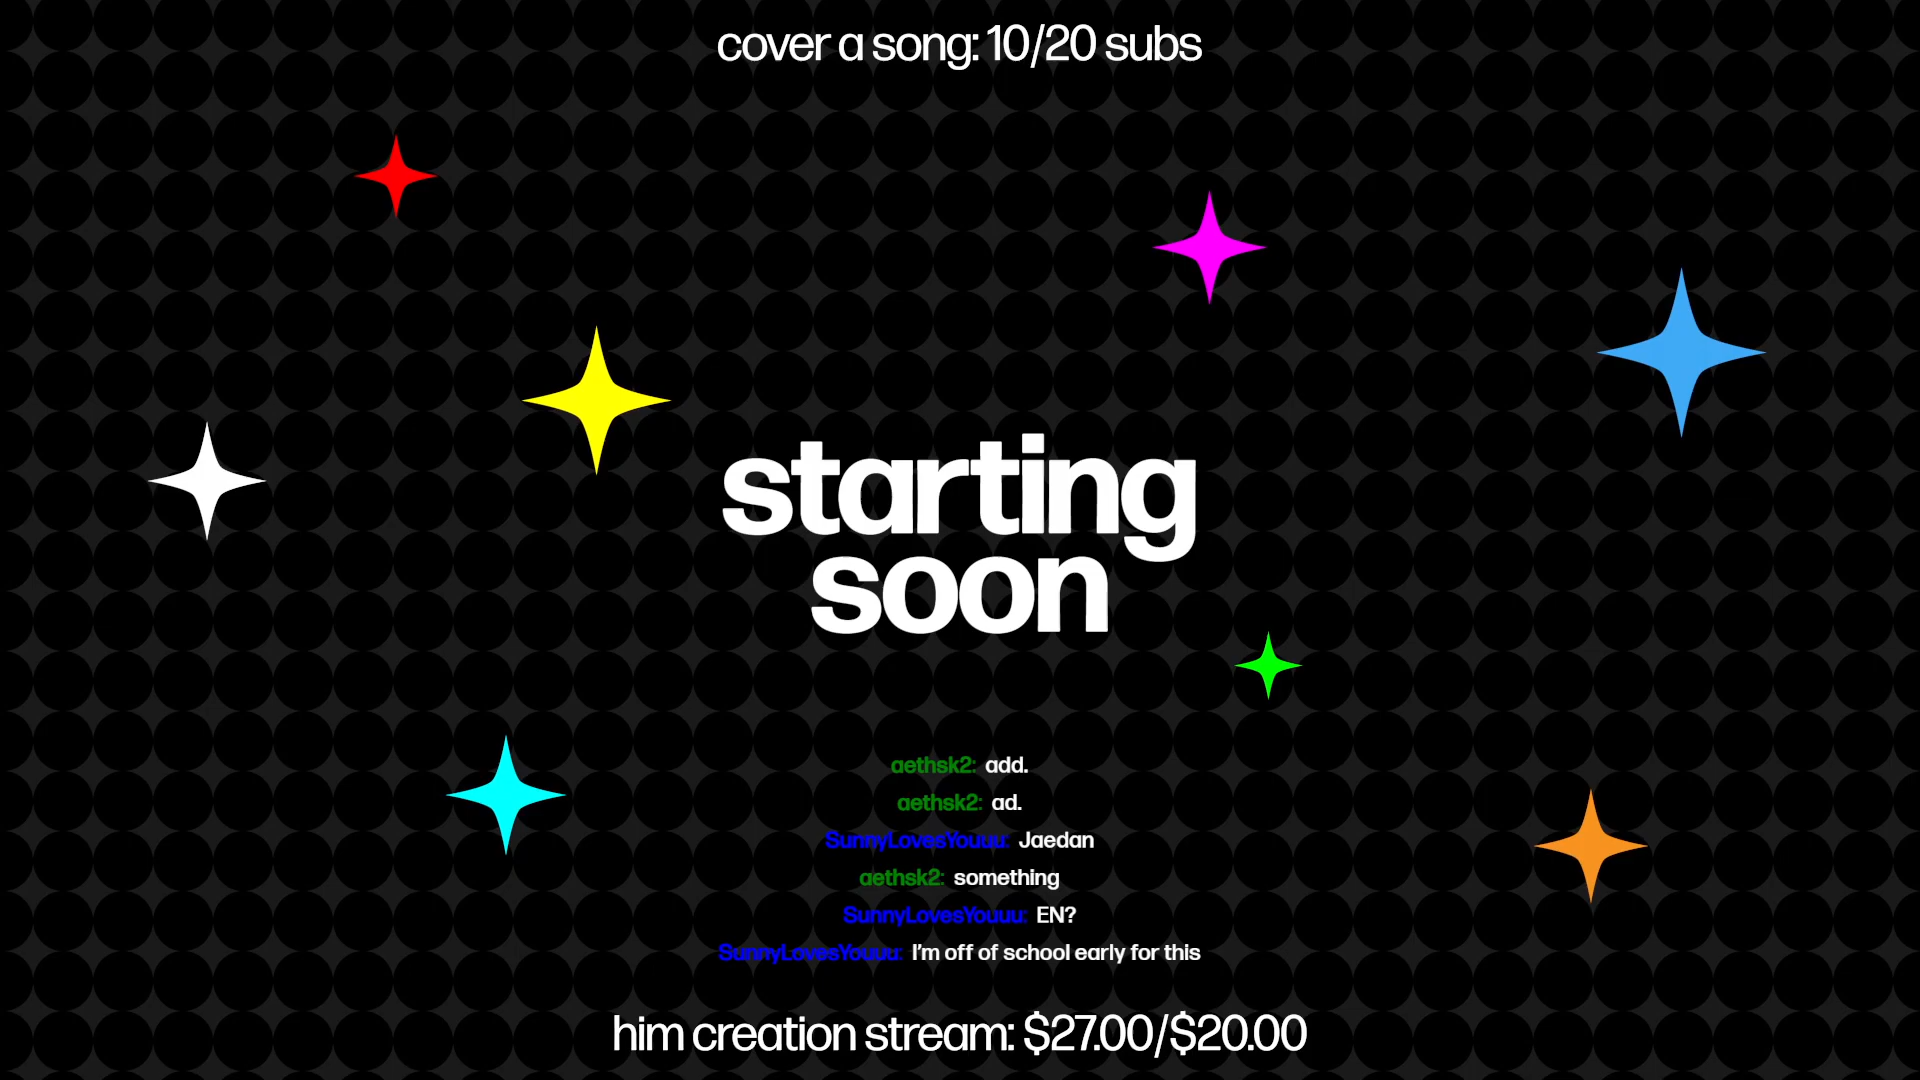 cover a song: 10/20 subs
starting
soon
aethsk2: add.
aethsk2: ad.
SunnyLovesYouuu: Jaedan
aethsk2: something
SunnyLovesYouuu: EN?
SunnyLovesYouuu: I'm off of school early for this
him creation stream: $27.00/$20.00